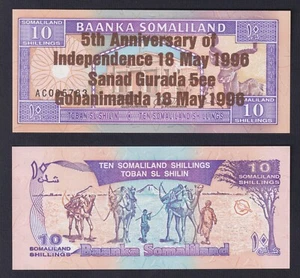 BAANKA SOMALILAND
10 SHILLINGS
5th Anniversary of
Independence 18 May 1996
Sanad Gurada 5ee
Gobanimadda 18 May 1996
TOBAN SL SHILIN TEN SOMALILAND SHILLINGS
TEN SOMALILAND SHILLINGS
TOBAN SL SHILIN
10
SOMALILAND
SHILLINGS
SOMALILAND
SHILLINGS
10
Baanka Somaliland